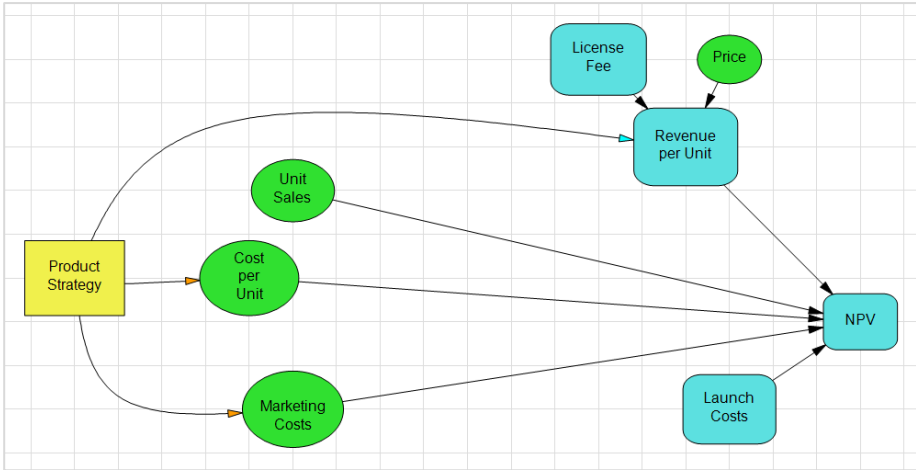 License
Fee
Price
Revenue
per Unit
Unit
Sales
Product
Strategy
Cost
per
Unit
NPV
Marketing
Costs
Launch
Costs